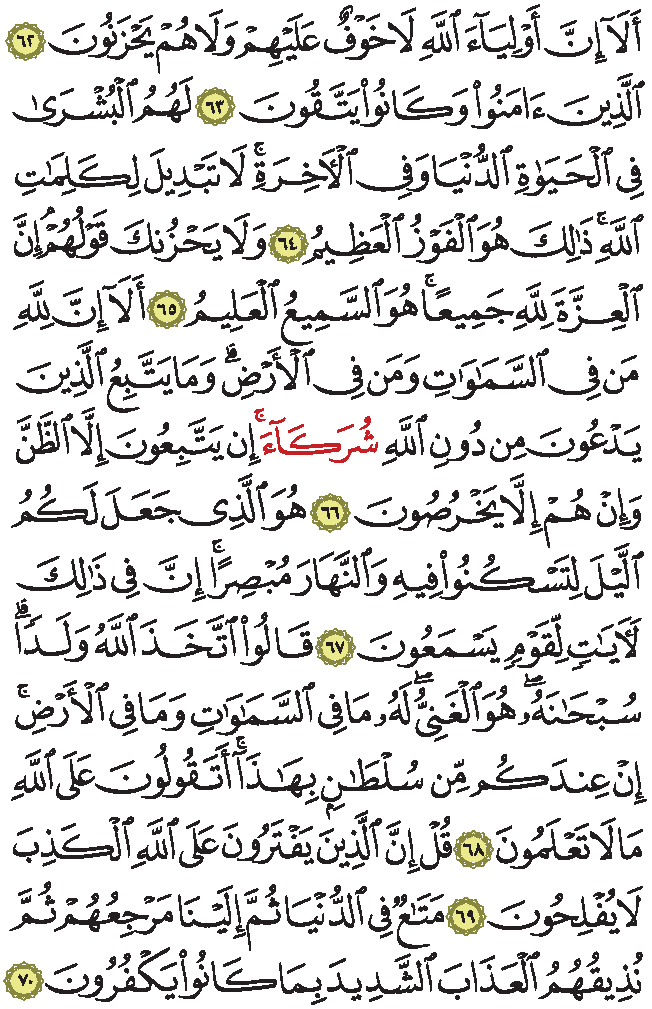 أَلَآ إِنَّ أَوْلِيَآءَ ٱللَّهِ لَا خَوْفٌ عَلَيْهِمْ وَلَا هُمْ يَحْزَنُونَ ٦٢
ٱلَّذِينَ ءَامَنُوا۟ وَكَانُوا۟ يَتَّقُونَ ٦٣ لَهُمُ ٱلْبُشْرَىٰ
فِى ٱلْحَيَوٰةِ ٱلدُّنْيَا وَفِى ٱلْـَٔاخِرَةِ ۚ لَا تَبْدِيلَ لِكَلِمَـٰتِ
ٱللَّهِ ۚ ذَٰلِكَ هُوَ ٱلْفَوْزُ ٱلْعَظِيمُ ٦٤ وَلَا يَحْزُنكَ قَوْلُهُمْ ۘ إِنَّ
ٱلْعِزَّةَ لِلَّهِ جَمِيعًا ۚ هُوَ ٱلسَّمِيعُ ٱلْعَلِيمُ ٦٥ أَلَآ إِنَّ لِلَّهِ
مَن فِى ٱلسَّمَـٰوَٰتِ وَمَن فِى ٱلْأَرْضِ ۗ وَمَا يَتَّبِعُ ٱلَّذِينَ
يَدْعُونَ مِن دُونِ ٱللَّهِ شُرَكَآءَ ۚ إِن يَتَّبِعُونَ إِلَّا ٱلظَّنَّ
وَإِنْ هُمْ إِلَّا يَخْرُصُونَ ٦٦ هُوَ ٱلَّذِى جَعَلَ لَكُمُ
ٱلَّيْلَ لِتَسْكُنُوا۟ فِيهِ وَٱلنَّهَارَ مُبْصِرًا ۚ إِنَّ فِى ذَٰلِكَ
لَـَٔايَـٰتٍ لِّقَوْمٍ يَسْمَعُونَ ٦٧ قَالُوا۟ ٱتَّخَذَ ٱللَّهُ وَلَدًا ۗ
سُبْحَـٰنَهُۥ ۖ هُوَ ٱلْغَنِىُّ ۖ لَهُۥ مَا فِى ٱلسَّمَـٰوَٰتِ وَمَا فِى ٱلْأَرْضِ ۚ
إِنْ عِندَكُم مِّن سُلْطَـٰنٍۭ بِهَـٰذَآ ۚ أَتَقُولُونَ عَلَى ٱللَّهِ
مَا لَا تَعْلَمُونَ ٦٨ قُلْ إِنَّ ٱلَّذِينَ يَفْتَرُونَ عَلَى ٱللَّهِ ٱلْكَذِبَ
لَا يُفْلِحُونَ ٦٩ مَتَـٰعٌ فِى ٱلدُّنْيَا ثُمَّ إِلَيْنَا مَرْجِعُهُمْ ثُمَّ
نُذِيقُهُمُ ٱلْعَذَابَ ٱلشَّدِيدَ بِمَا كَانُوا۟ يَكْفُرُونَ ٧٠